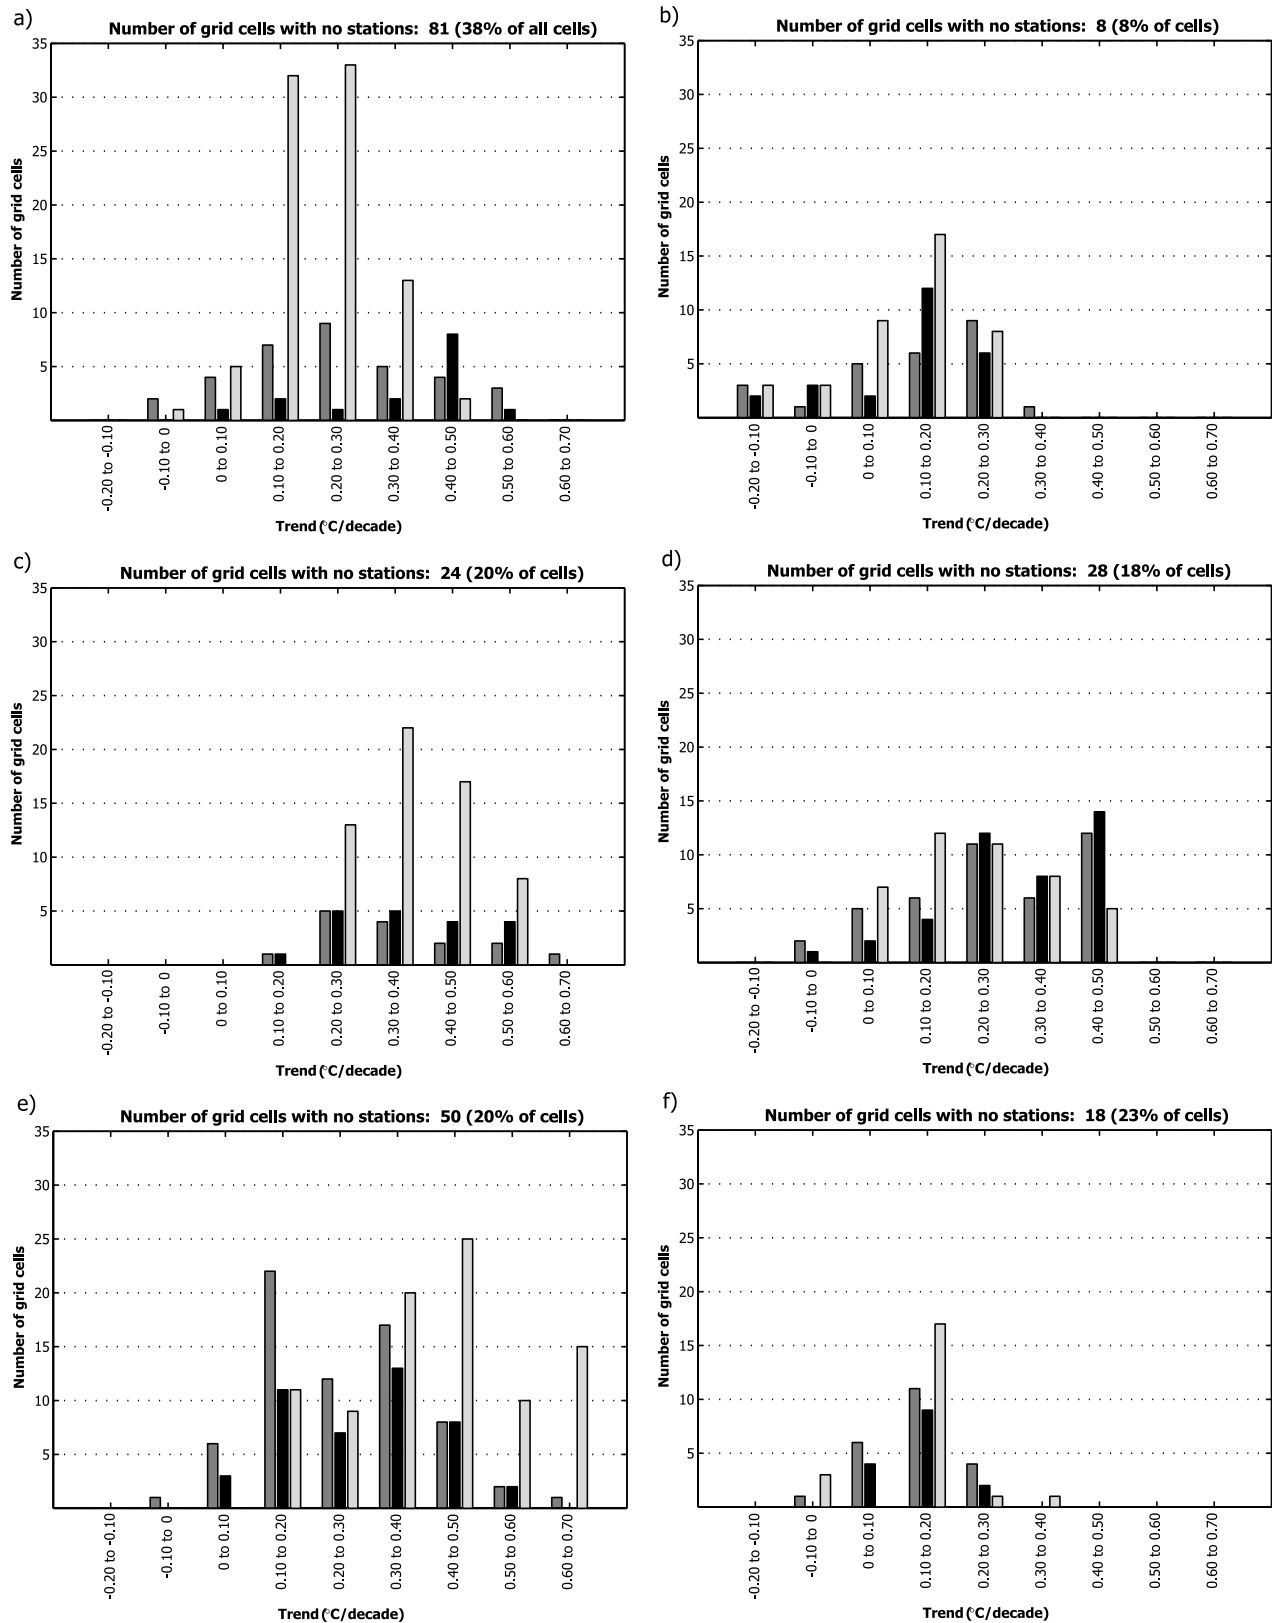 a)
Number of grid cells with no stations: 81 (38% of all cells)
35
30
25
20
15
10
5
Number of grid cells
-0.20 to -0.10
-0.10 to 0
0 to 0.10
0.10 to 0.20
0.20 to 0.30
0.30 to 0.40
0.40 to 0.50
0.50 to 0.60
0.60 to 0.70
Trend (°C/decade)
b)
Number of grid cells with no stations: 8 (8% of cells)
35
30
25
20
15
10
5
Number of grid cells
-0.20 to -0.10
-0.10 to 0
0 to 0.10
0.10 to 0.20
0.20 to 0.30
0.30 to 0.40
0.40 to 0.50
0.50 to 0.60
0.60 to 0.70
Trend (°C/decade)
c)
Number of grid cells with no stations: 24 (20% of cells)
35
30
25
20
15
10
5
Number of grid cells
-0.20 to -0.10
-0.10 to 0
0 to 0.10
0.10 to 0.20
0.20 to 0.30
0.30 to 0.40
0.40 to 0.50
0.50 to 0.60
0.60 to 0.70
Trend (°C/decade)
d)
Number of grid cells with no stations: 28 (18% of cells)
35
30
25
20
15
10
5
Number of grid cells
-0.20 to -0.10
-0.10 to 0
0 to 0.10
0.10 to 0.20
0.20 to 0.30
0.30 to 0.40
0.40 to 0.50
0.50 to 0.60
0.60 to 0.70
Trend (°C/decade)
e)
Number of grid cells with no stations: 50 (20% of cells)
35
30
25
20
15
10
5
Number of grid cells
-0.20 to -0.10
-0.10 to 0
0 to 0.10
0.10 to 0.20
0.20 to 0.30
0.30 to 0.40
0.40 to 0.50
0.50 to 0.60
0.60 to 0.70
Trend (°C/decade)
f)
Number of grid cells with no stations: 18 (23% of cells)
35
30
25
20
15
10
5
Number of grid cells
-0.20 to -0.10
-0.10 to 0
0 to 0.10
0.10 to 0.20
0.20 to 0.30
0.30 to 0.40
0.40 to 0.50
0.50 to 0.60
0.60 to 0.70
Trend (°C/decade)